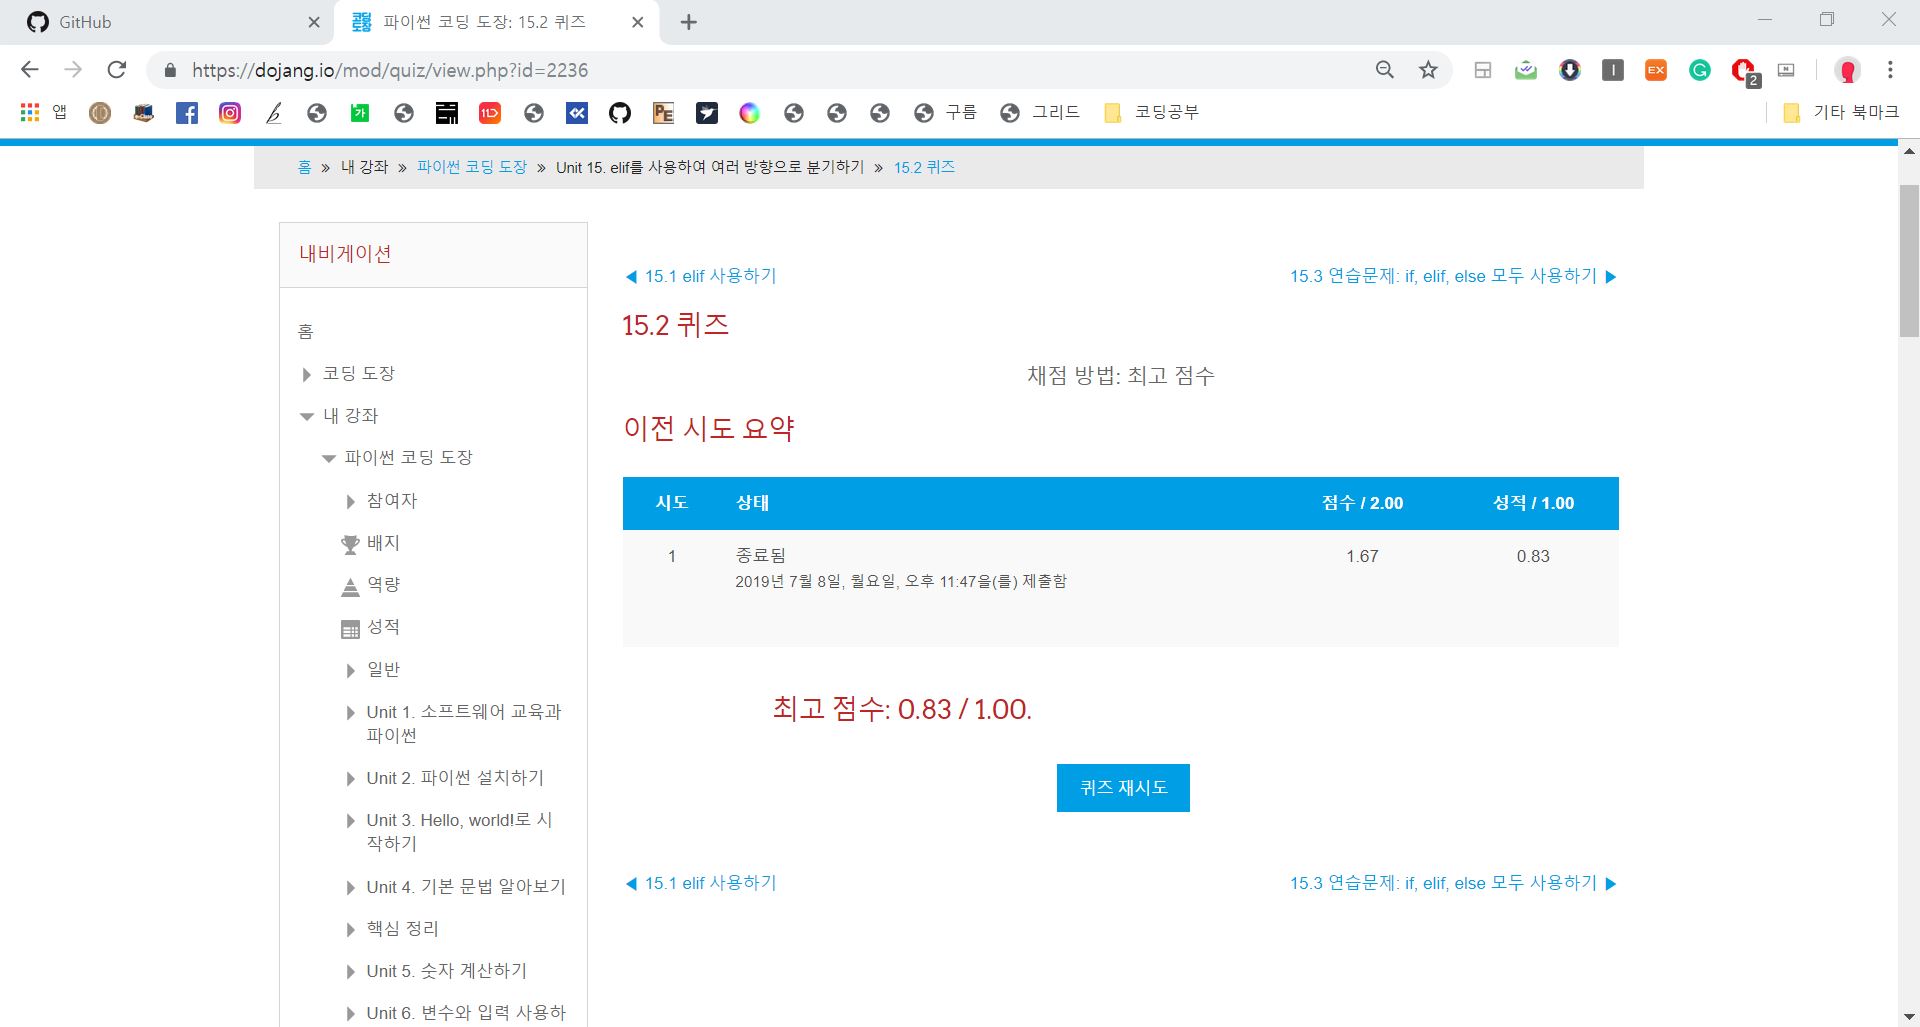 GitHub
파이썬 코딩 도장: 15.2 퀴즈
https://dojang.io/mod/quiz/view.php?id=2236
앱
구름
그리드
코딩공부
기타 북마크
홈 » 내 강좌 » 파이썬 코딩 도장 » Unit 15. elif를 사용하여 여러 방향으로 분기하기 » 15.2 퀴즈
내비게이션
홈
코딩 도장
내 강좌
파이썬 코딩 도장
참여자
배지
역량
성적
일반
Unit 1. 소프트웨어 교육과
파이썬
Unit 2. 파이썬 설치하기
Unit 3. Hello, world!로 시
작하기
Unit 4. 기본 문법 알아보기
핵심 정리
Unit 5. 숫자 계산하기
Unit 6. 변수와 입력 사용하
◀ 15.1 elif 사용하기
15.3 연습문제: if, elif, else 모두 사용하기 ▶
15.2 퀴즈
채점 방법: 최고 점수
이전 시도 요약
시도 상태 점수 / 2.00 성적 / 1.00
1 종료됨 1.67 0.83
2019년 7월 8일, 월요일, 오후 11:47을(를) 제출함
최고 점수: 0.83 / 1.00.
퀴즈 재시도
◀ 15.1 elif 사용하기
15.3 연습문제: if, elif, else 모두 사용하기 ▶